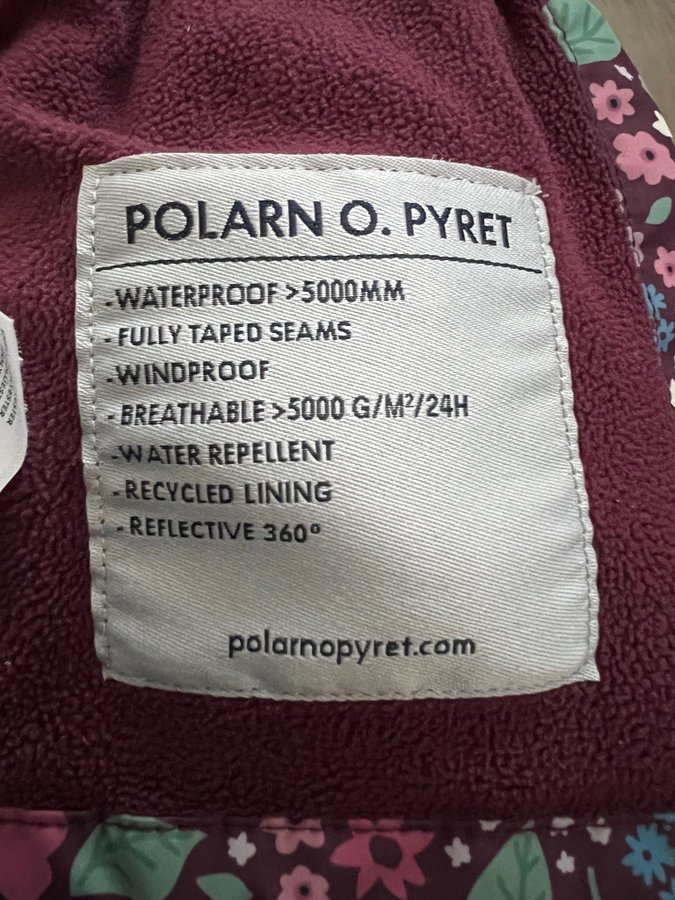 POLARN O. PYRET
-WATERPROOF >5000MM
-FULLY TAPED SEAMS
-WINDPROOF
-BREATHABLE >5000 G/M²/24H
-WATER REPELLENT
-RECYCLED LINING
-REFLECTIVE 360°
polarnopyret.com